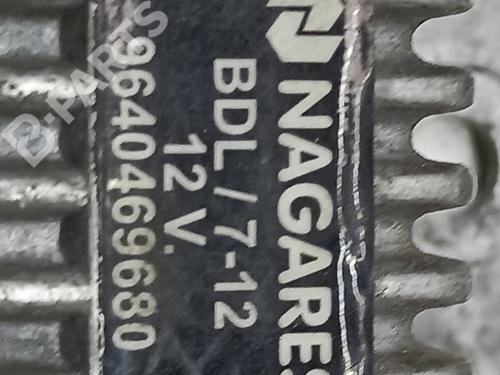 NAGARES
BDL/7-12
12 V.
9640469680
B-PARTS